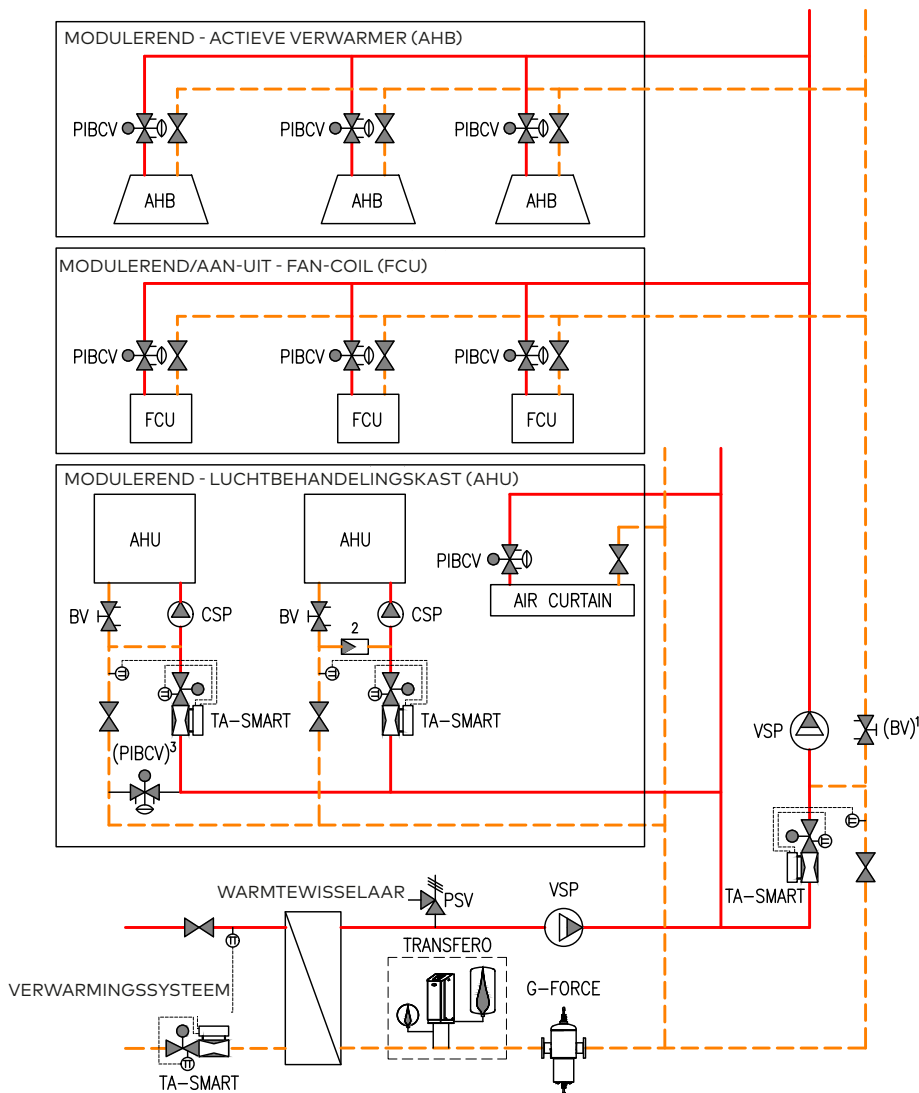 MODULEREND - ACTIEVE VERWARMER (AHB)
PIBCV
PIBCV
PIBCV
AHB
AHB
AHB
MODULEREND/AAN-UIT - FAN-COIL (FCU)
PIBCV
PIBCV
PIBCV
FCU
FCU
FCU
MODULEREND - LUCHTBEHANDELINGSKAST (AHU)
AHU
AHU
PIBCV
AIR CURTAIN
BV
CSP
BV
CSP
2
TA-SMART
TA-SMART
(PIBCV)³
VSP
(BV)¹
TA-SMART
WARMTEWISSELAAR
PSV
VSP
TRANSFERO
G-FORCE
VERWARMINGSSYSTEEM
TA-SMART